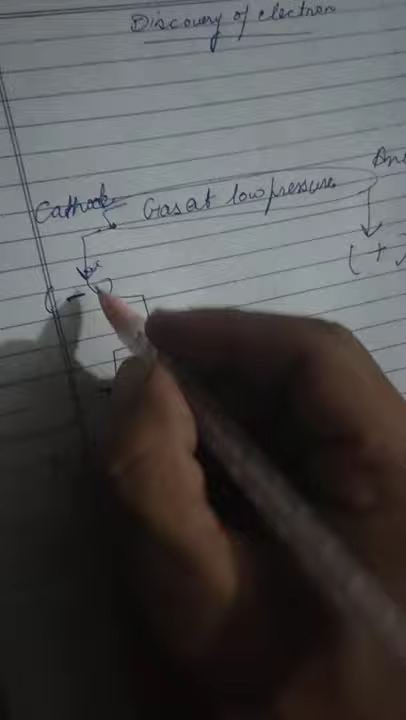 Discovery of electron
Cathode Gas at low pressure
(- (+)